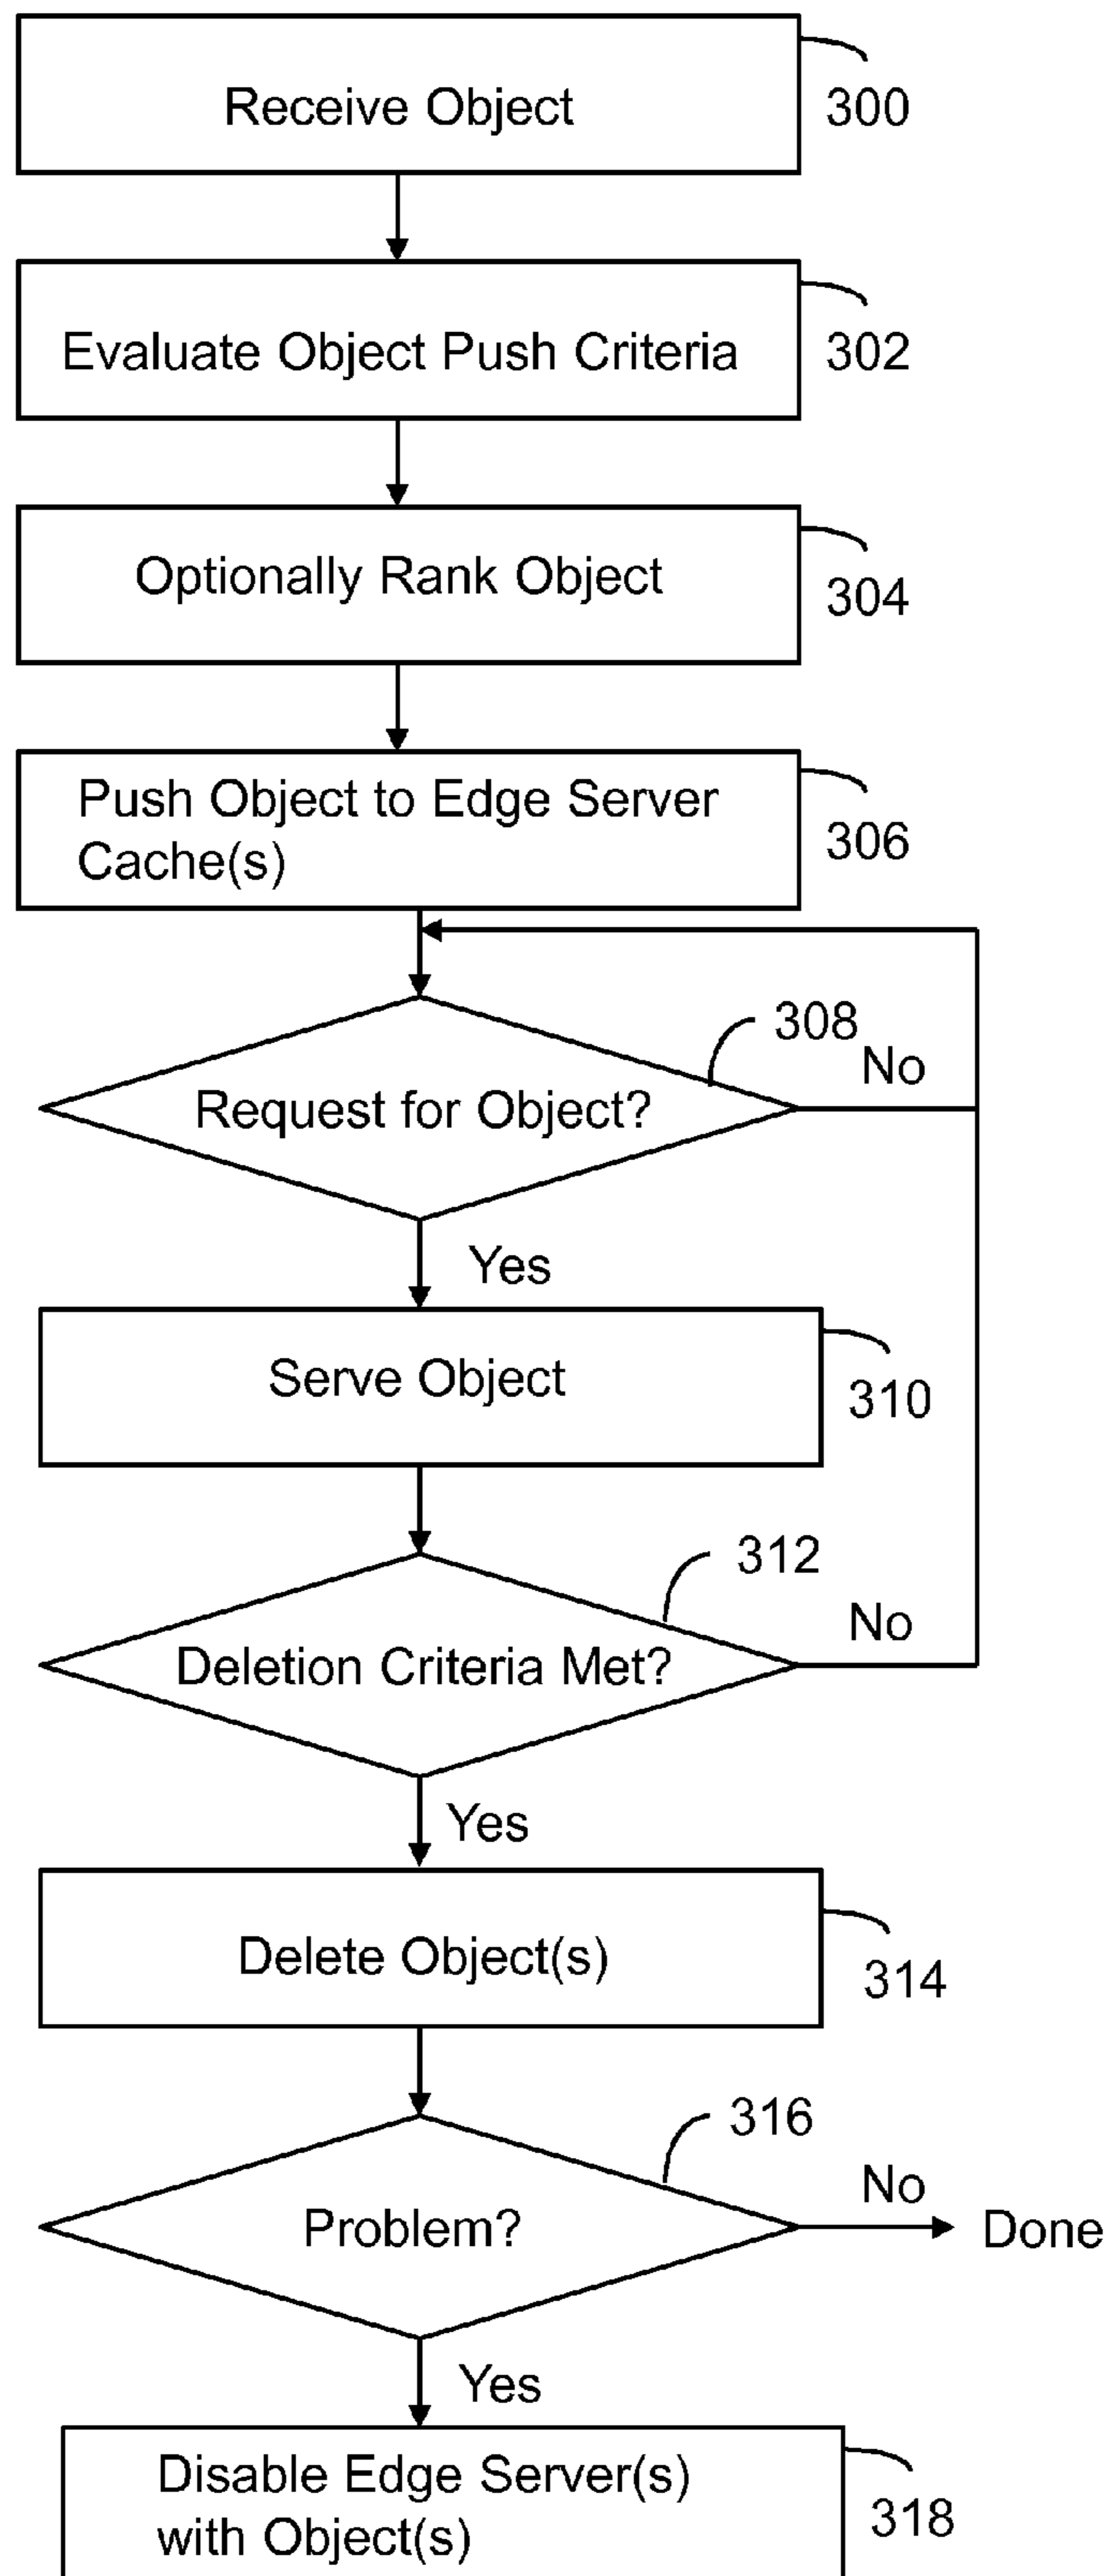 Receive Object
300
Evaluate Object Push Criteria
302
Optionally Rank Object
304
Push Object to Edge Server
Cache(s)
306
308
No
Request for Object?
Yes
Serve Object
310
312
No
Deletion Criteria Met?
Yes
Delete Object(s)
314
316
No
Problem?
Done
Yes
Disable Edge Server(s)
with Object(s)
318